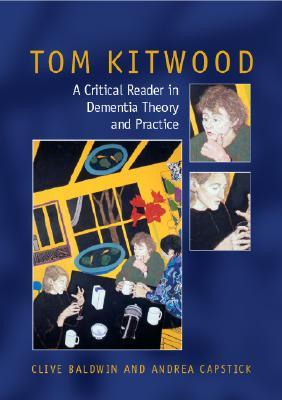 TOM KITWOOD
A Critical Reader in
Dementia Theory
and Practice
CLIVE BALDWIN AND ANDREA CAPSTICK